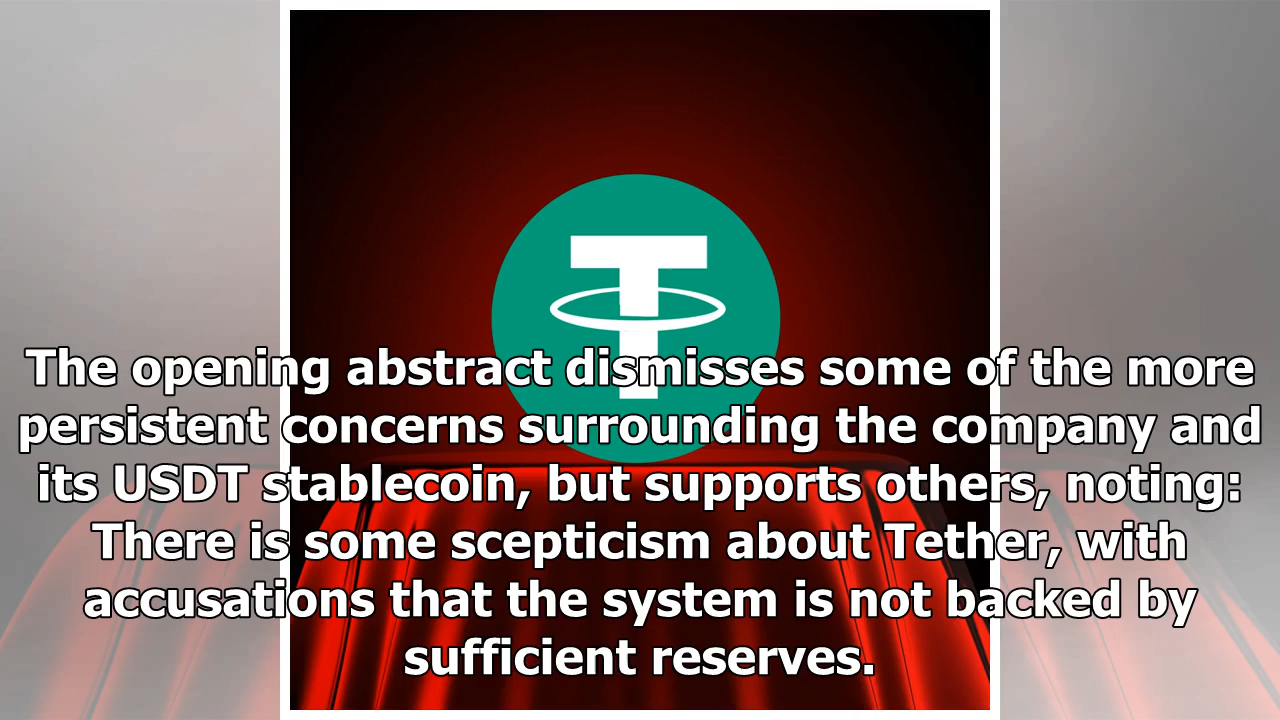 The opening abstract dismisses some of the more
persistent concerns surrounding the company and
its USDT stablecoin, but supports others, noting:
There is some scepticism about Tether, with
accusations that the system is not backed by
sufficient reserves.